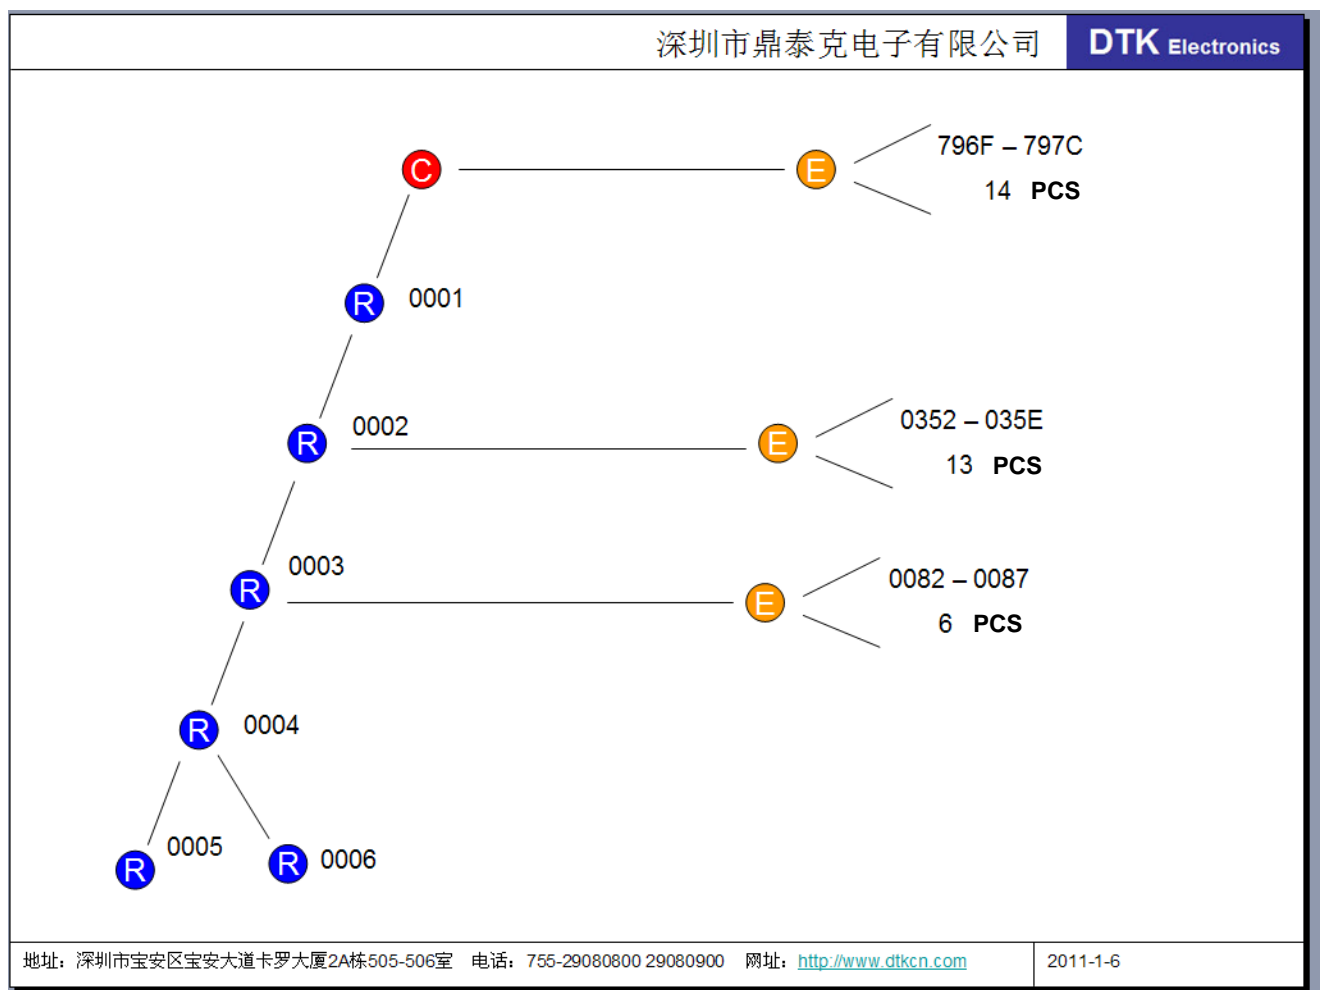 深圳市鼎泰克电子有限公司 DTK Electronics
C E 796F – 797C
14 PCS
R 0001
R 0002 E 0352 – 035E
13 PCS
R 0003 E 0082 – 0087
6 PCS
R 0004
R 0005 R 0006
地址：深圳市宝安区宝安大道卡罗大厦2A栋505-506室 电话：755-29080800 29080900 网址：http://www.dtkcn.com 2011-1-6